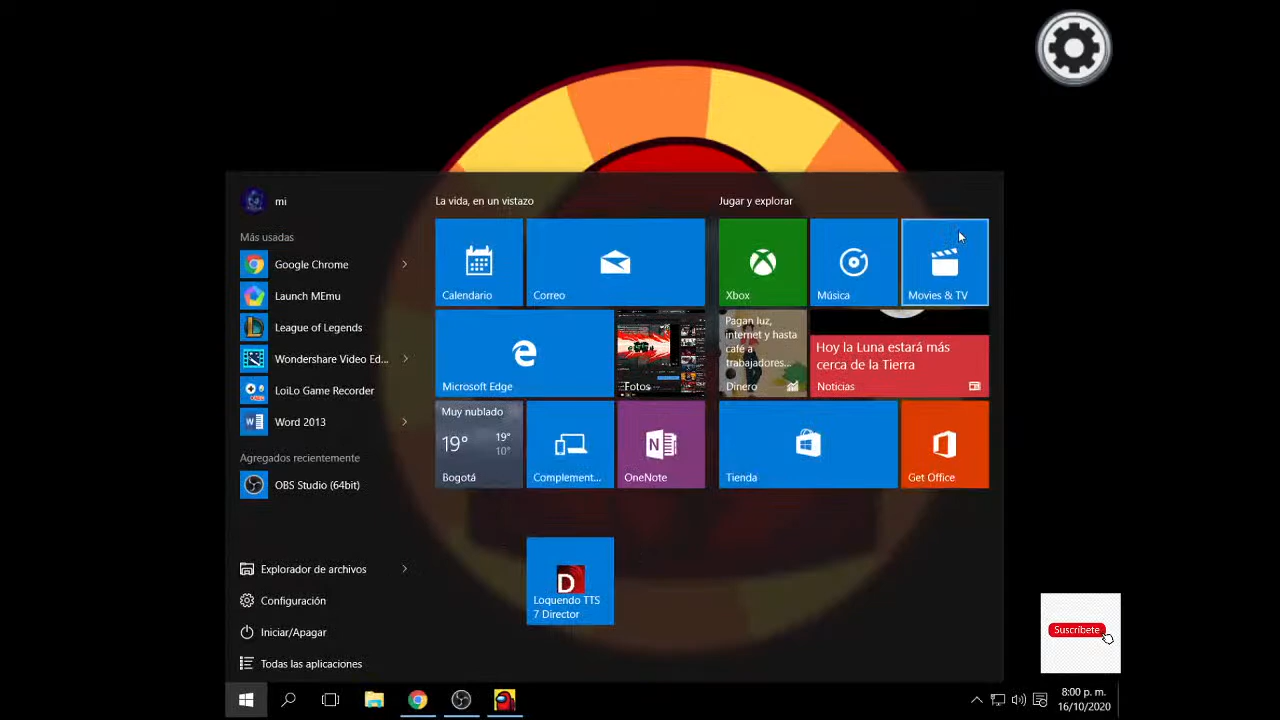 mi
Más usadas
Google Chrome
Launch MEmu
League of Legends
Wondershare Video Ed...
LoiLo Game Recorder
Word 2013
Agregados recientemente
OBS Studio (64bit)
Explorador de archivos
Configuración
Iniciar/Apagar
Todas las aplicaciones
La vida, en un vistazo
Calendario
Correo
Microsoft Edge
Fotos
Muy nublado
19° 19°
10°
Bogotá
Complement...
OneNote
Loquendo TTS
7 Director
Jugar y explorar
Xbox
Música
Movies & TV
Pagan luz,
internet y hasta
café a
trabajadores...
Dinero
Hoy la Luna estará más
cerca de la Tierra
Noticias
Tienda
Get Office
Suscríbete
8:00 p. m.
16/10/2020